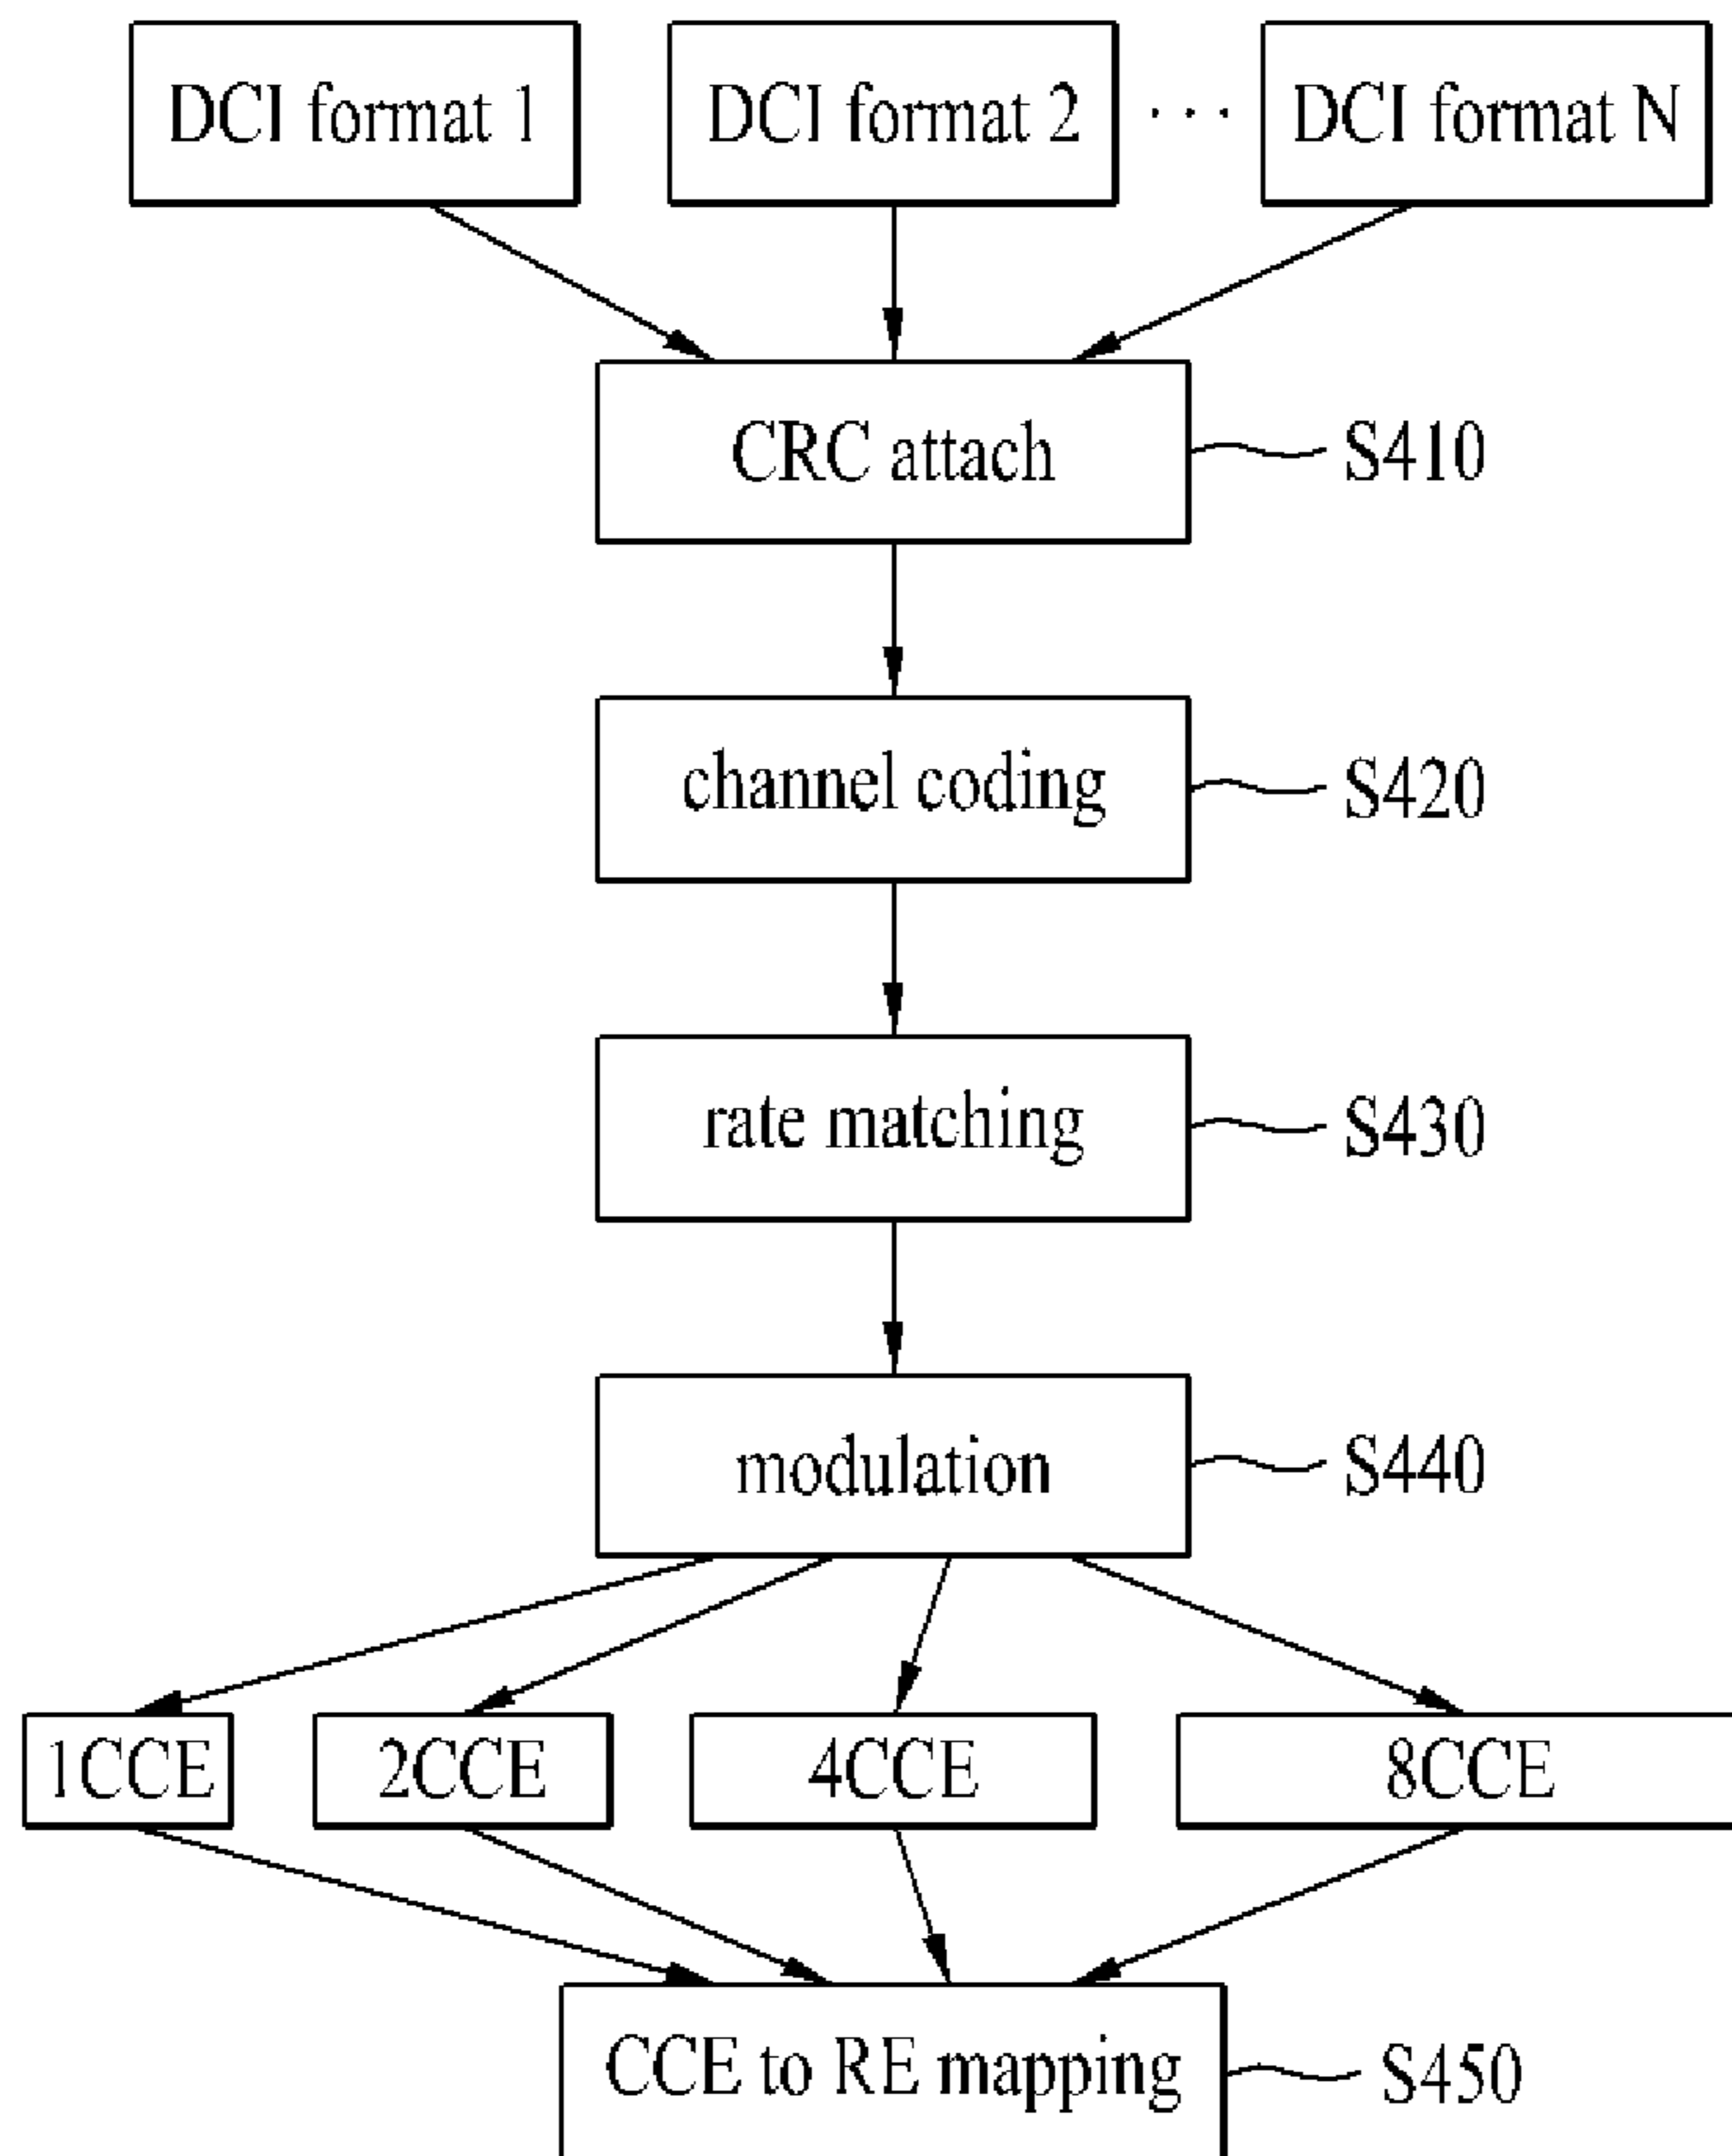 DCI format 1
DCI format 2
· · ·
DCI format N
CRC attach
S410
channel coding
S420
rate matching
S430
modulation
S440
1CCE
2CCE
4CCE
8CCE
CCE to RE mapping
S450